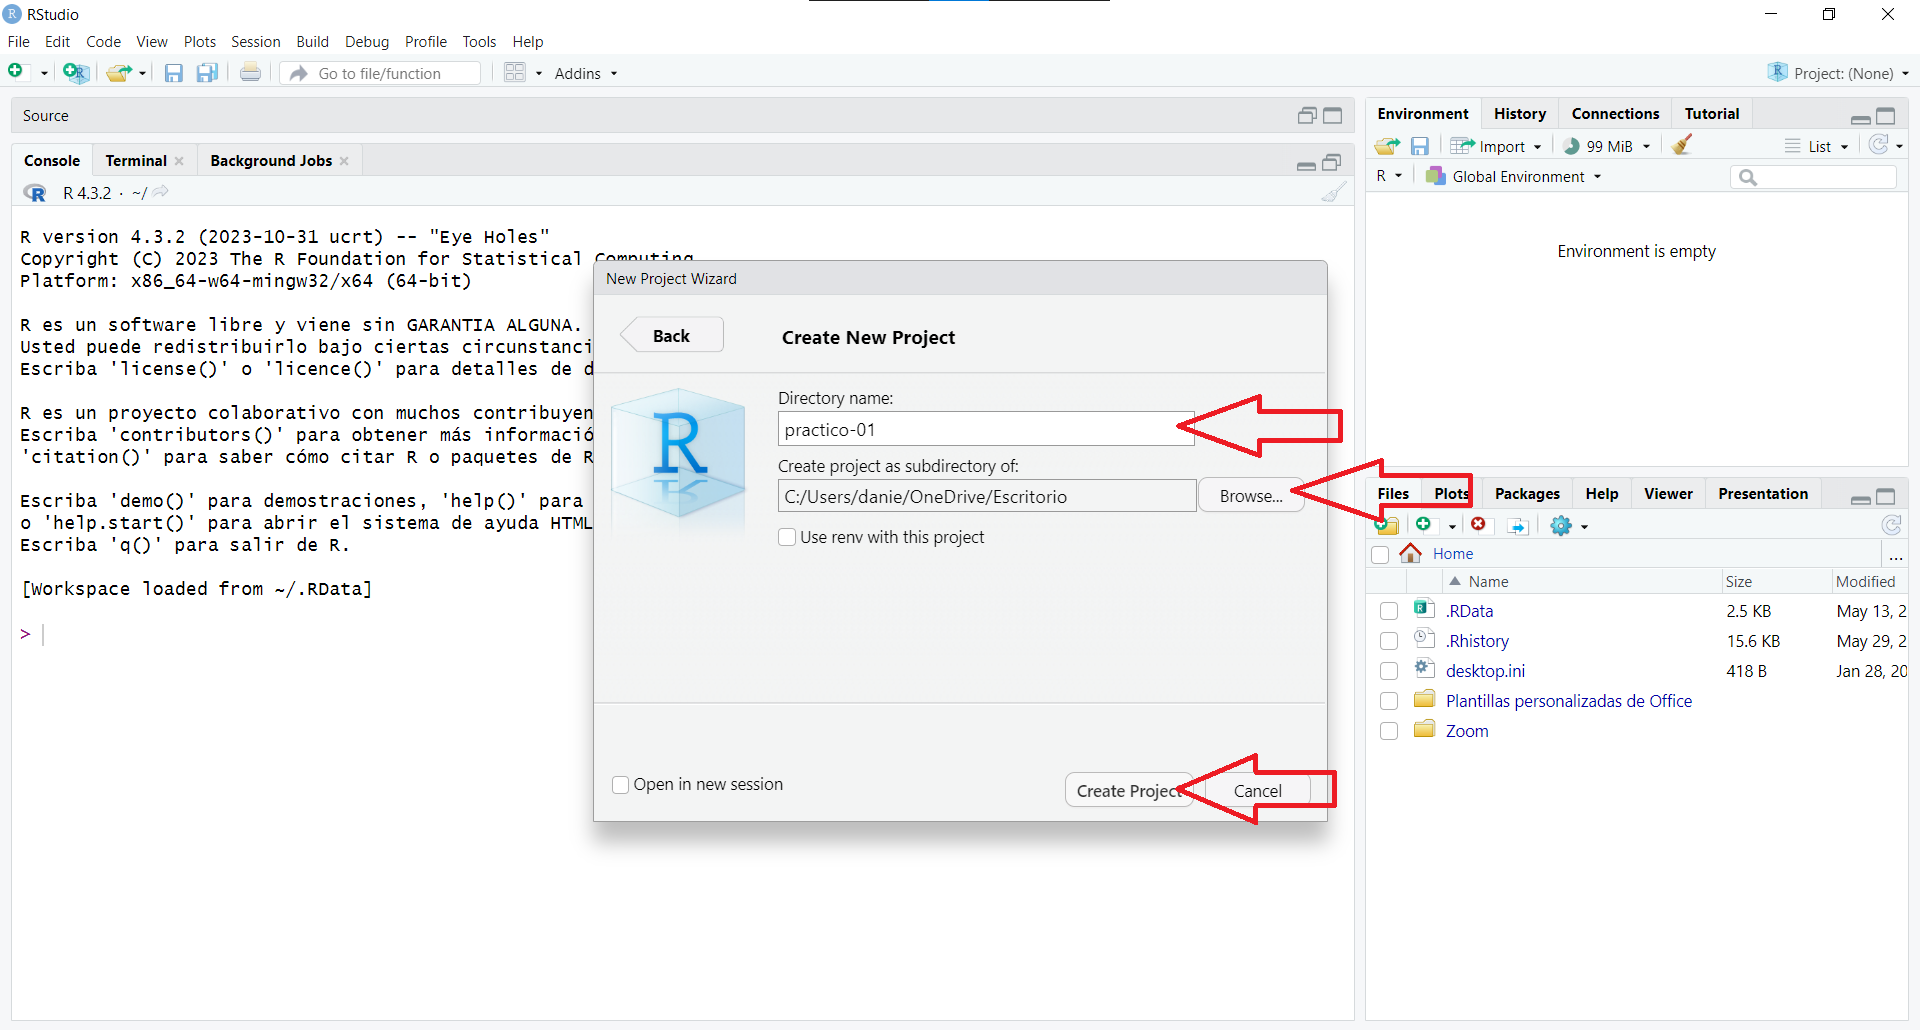 RStudio
File Edit Code View Plots Session Build Debug Profile Tools Help
Go to file/function Addins Project: (None)
Source
Console Terminal Background Jobs
R 4.3.2 · ~/
R version 4.3.2 (2023-10-31 ucrt) -- "Eye Holes"
Copyright (C) 2023 The R Foundation for Statistical Computing
Platform: x86_64-w64-mingw32/x64 (64-bit)
R es un software libre y viene sin GARANTIA ALGUNA.
Usted puede redistribuirlo bajo ciertas circunstanci
Escriba 'license()' o 'licence()' para detalles de d
R es un proyecto colaborativo con muchos contribuyen
Escriba 'contributors()' para obtener más informació
'citation()' para saber cómo citar R o paquetes de R
Escriba 'demo()' para demostraciones, 'help()' para
o 'help.start()' para abrir el sistema de ayuda HTML
Escriba 'q()' para salir de R.
[Workspace loaded from ~/.RData]
>
New Project Wizard
Back
Create New Project
R
Directory name:
practico-01
Create project as subdirectory of:
C:/Users/danie/OneDrive/Escritorio
Browse...
Use renv with this project
Open in new session
Create Project
Cancel
Environment History Connections Tutorial
Import 99 MiB List
R Global Environment
Environment is empty
Files Plots Packages Help Viewer Presentation
Home ...
Name Size Modified
.RData 2.5 KB May 13, 2
.Rhistory 15.6 KB May 29, 2
desktop.ini 418 B Jan 28, 20
Plantillas personalizadas de Office
Zoom